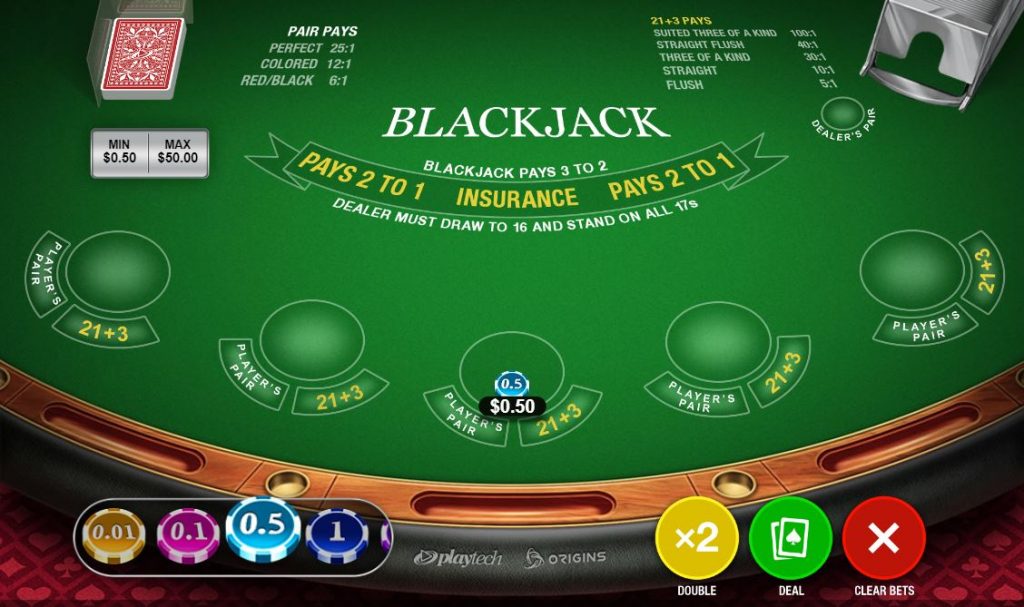 PAIR PAYS
PERFECT 25:1
COLORED 12:1
RED/BLACK 6:1
21+3 PAYS
SUITED THREE OF A KIND 100:1
STRAIGHT FLUSH 40:1
THREE OF A KIND 30:1
STRAIGHT 10:1
FLUSH 5:1
DEALER'S PAIR
MIN
$0.50
MAX
$50.00
BLACKJACK
BLACKJACK PAYS 3 TO 2
PAYS 2 TO 1 INSURANCE PAYS 2 TO 1
DEALER MUST DRAW TO 16 AND STAND ON ALL 17s
PLAYER'S
PAIR
21+3
PLAYER'S
PAIR
21+3
0.5
$0.50
PLAYER'S
PAIR
21+3
PLAYER'S
PAIR
21+3
PLAYER'S
PAIR
21+3
0.01
0.1
0.5
1
playtech
ORIGINS
×2
DOUBLE
DEAL
CLEAR BETS